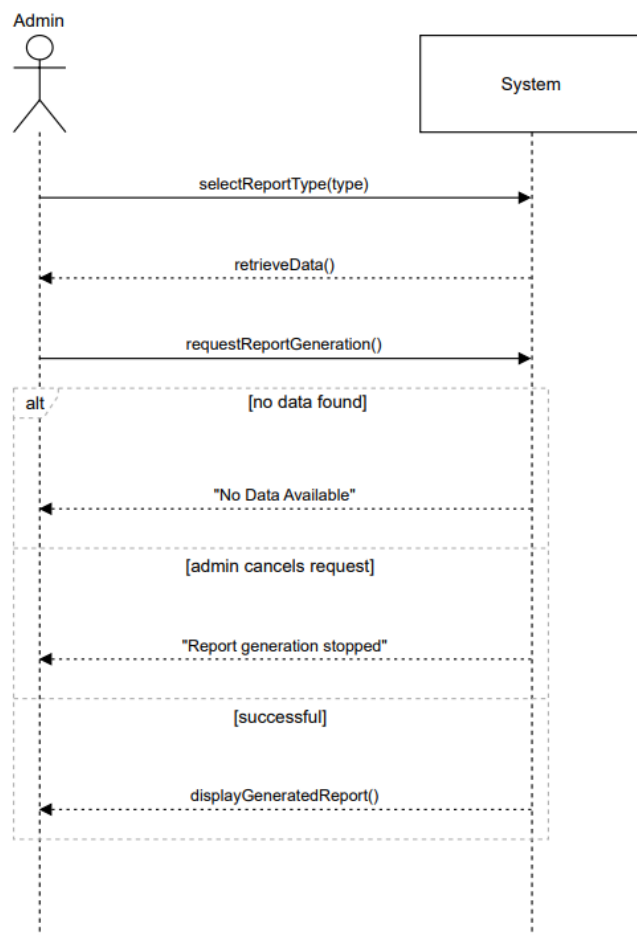 Admin
System
selectReportType(type)
retrieveData()
requestReportGeneration()
alt
[no data found]
"No Data Available"
[admin cancels request]
"Report generation stopped"
[successful]
displayGeneratedReport()